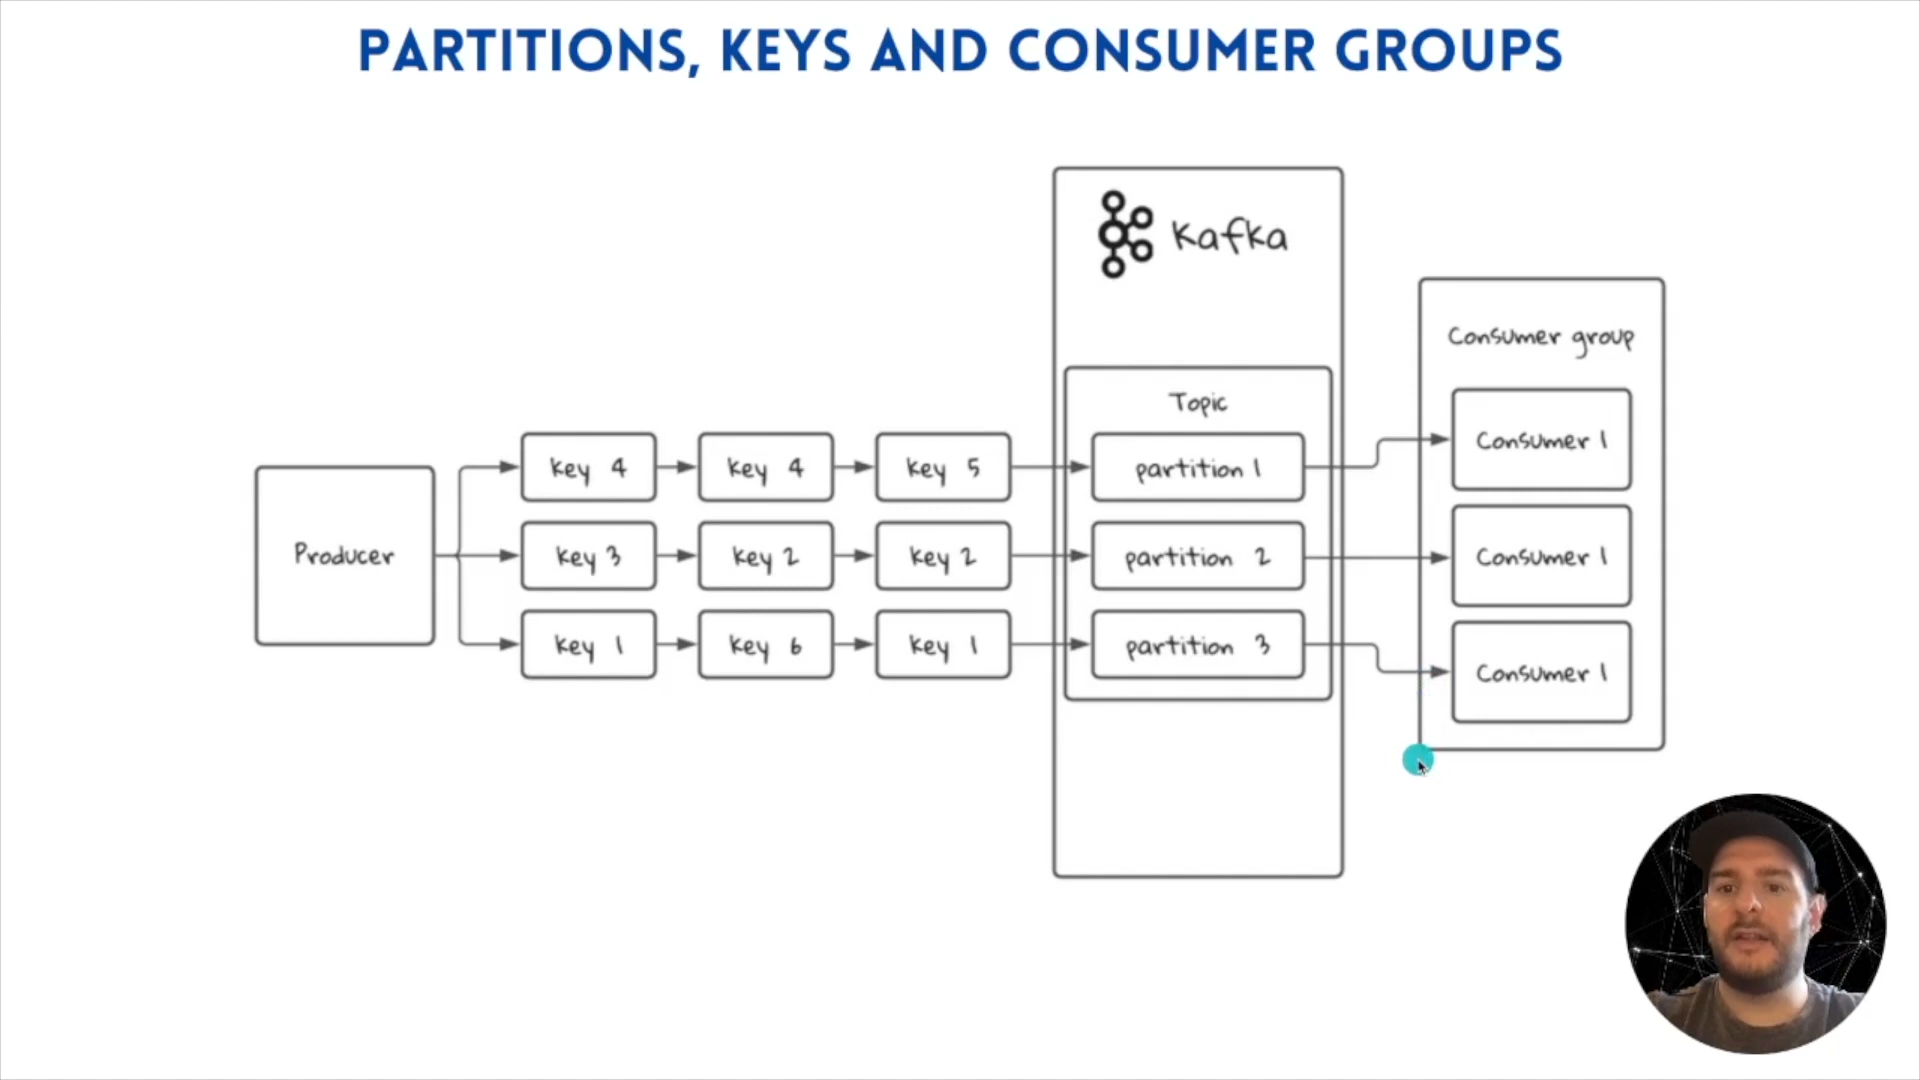 PARTITIONS, KEYS AND CONSUMER GROUPS
Kafka
Consumer group
Topic
Producer
key 4
key 4
key 5
partition 1
Consumer 1
key 3
key 2
key 2
partition 2
Consumer 1
key 1
key 6
key 1
partition 3
Consumer 1